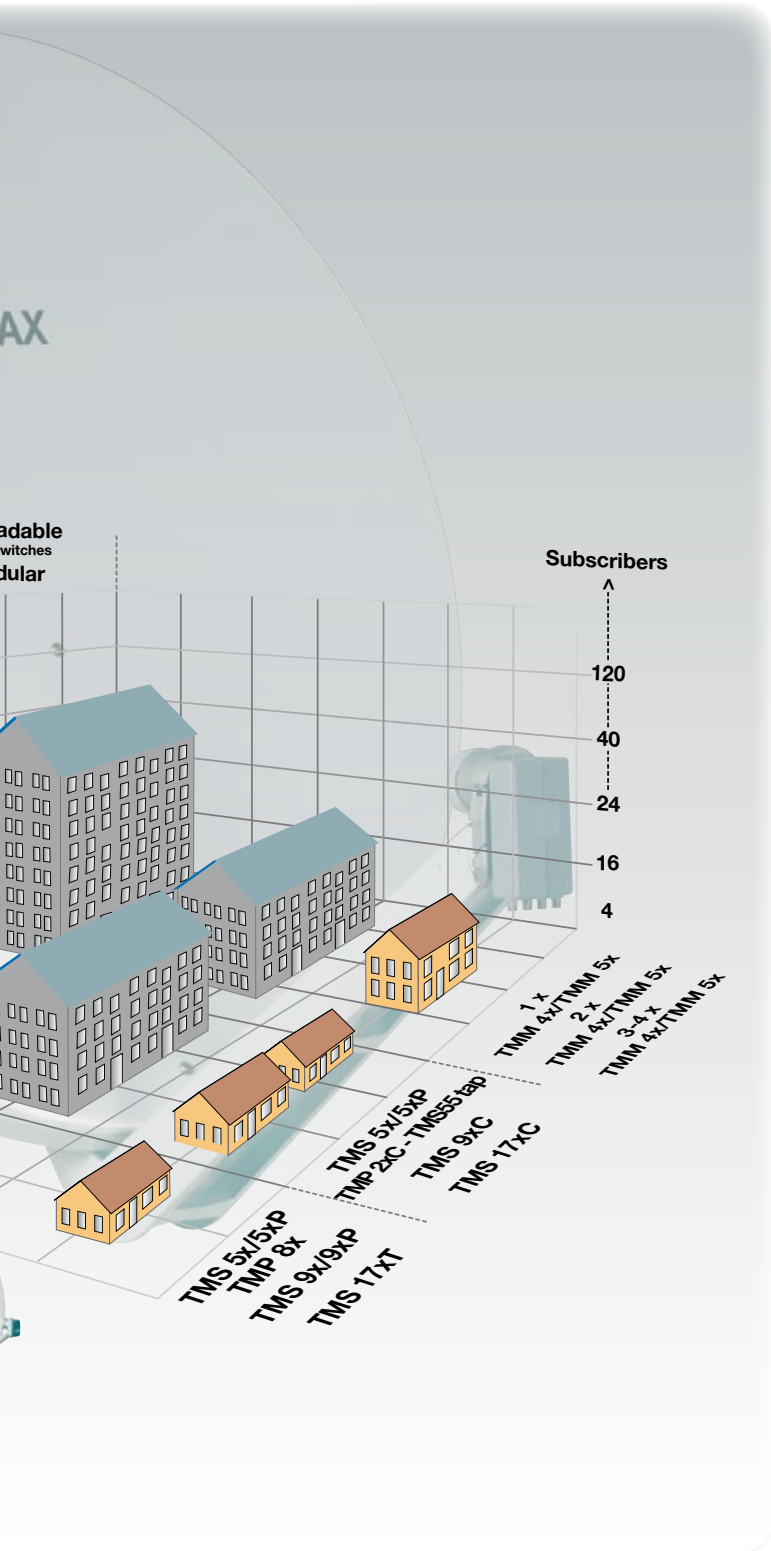 AX
adable
witches
dular
Subscribers
120
40
24
16
4
1 x
TMM 4x/TMM 5x
2 x
TMM 4x/TMM 5x
3-4 x
TMM 4x/TMM 5x
TMS 5x/5xP
TMP 2xC - TMS55 tap
TMS 9xC
TMS 17xC
TMS 5x/5xP
TMP 8x
TMS 9x/9xP
TMS 17xT